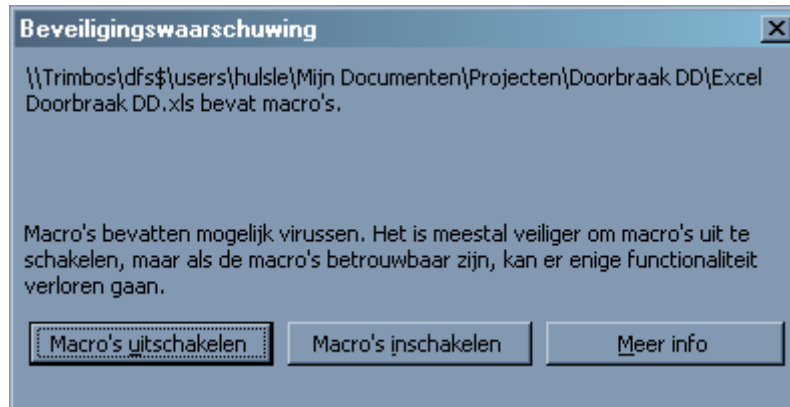 Beveiligingswaarschuwing
\\Trimbos\dfs$\users\hulsle\Mijn Documenten\Projecten\Doorbraak DD\Excel
Doorbraak DD.xls bevat macro's.
Macro's bevatten mogelijk virussen. Het is meestal veiliger om macro's uit te
schakelen, maar als de macro's betrouwbaar zijn, kan er enige functionaliteit
verloren gaan.
Macro's uitschakelen
Macro's inschakelen
Meer info